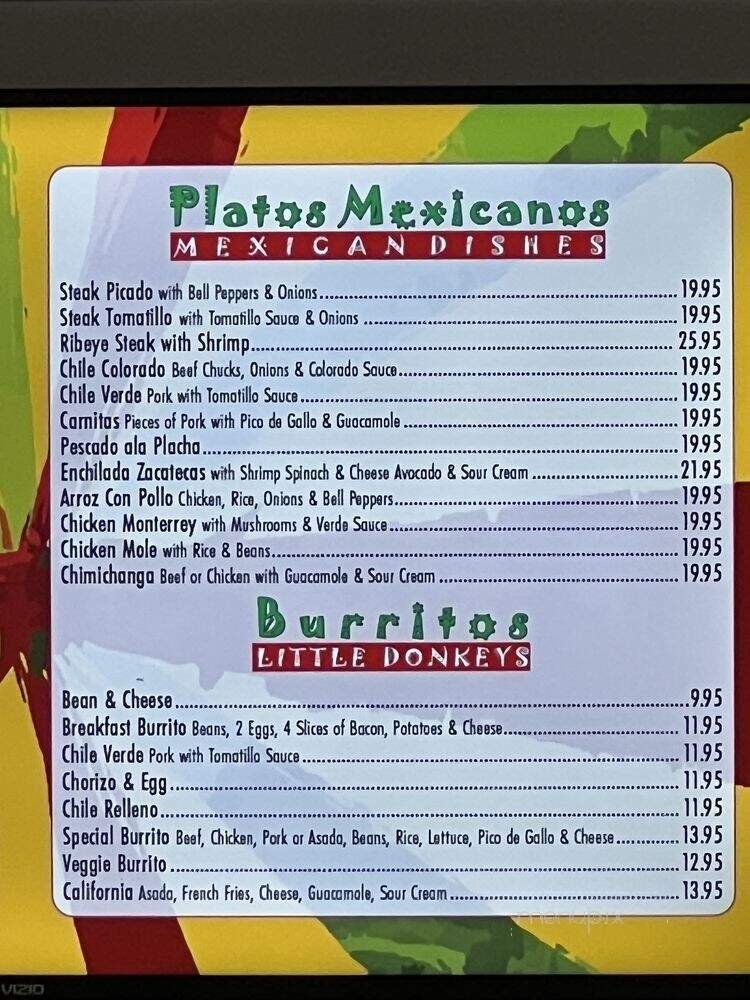 Platos Mexicanos
MEXICAN DISHES
Steak Picado with Bell Peppers & Onions 19.95
Steak Tomatillo with Tomatillo Sauce & Onions 19.95
Ribeye Steak with Shrimp 25.95
Chile Colorado Beef Chucks, Onions & Colorado Sauce 19.95
Chile Verde Pork with Tomatillo Sauce 19.95
Carnitas Pieces of Pork with Pico de Gallo & Guacamole 19.95
Pescado ala Placha 19.95
Enchilada Zacatecas with Shrimp Spinach & Cheese Avocado & Sour Cream 21.95
Arroz Con Pollo Chicken, Rice, Onions & Bell Peppers 19.95
Chicken Monterrey with Mushrooms & Verde Sauce 19.95
Chicken Mole with Rice & Beans 19.95
Chimichanga Beef or Chicken with Guacamole & Sour Cream 19.95
Burritos
LITTLE DONKEYS
Bean & Cheese 9.95
Breakfast Burrito Beans, 2 Eggs, 4 Slices of Bacon, Potatoes & Cheese 11.95
Chile Verde Pork with Tomatillo Sauce 11.95
Chorizo & Egg 11.95
Chile Relleno 11.95
Special Burrito Beef, Chicken, Pork or Asada, Beans, Rice, Lettuce, Pico de Gallo & Cheese 13.95
Veggie Burrito 12.95
California Asada, French Fries, Cheese, Guacamole, Sour Cream 13.95
menupix
VIZIO